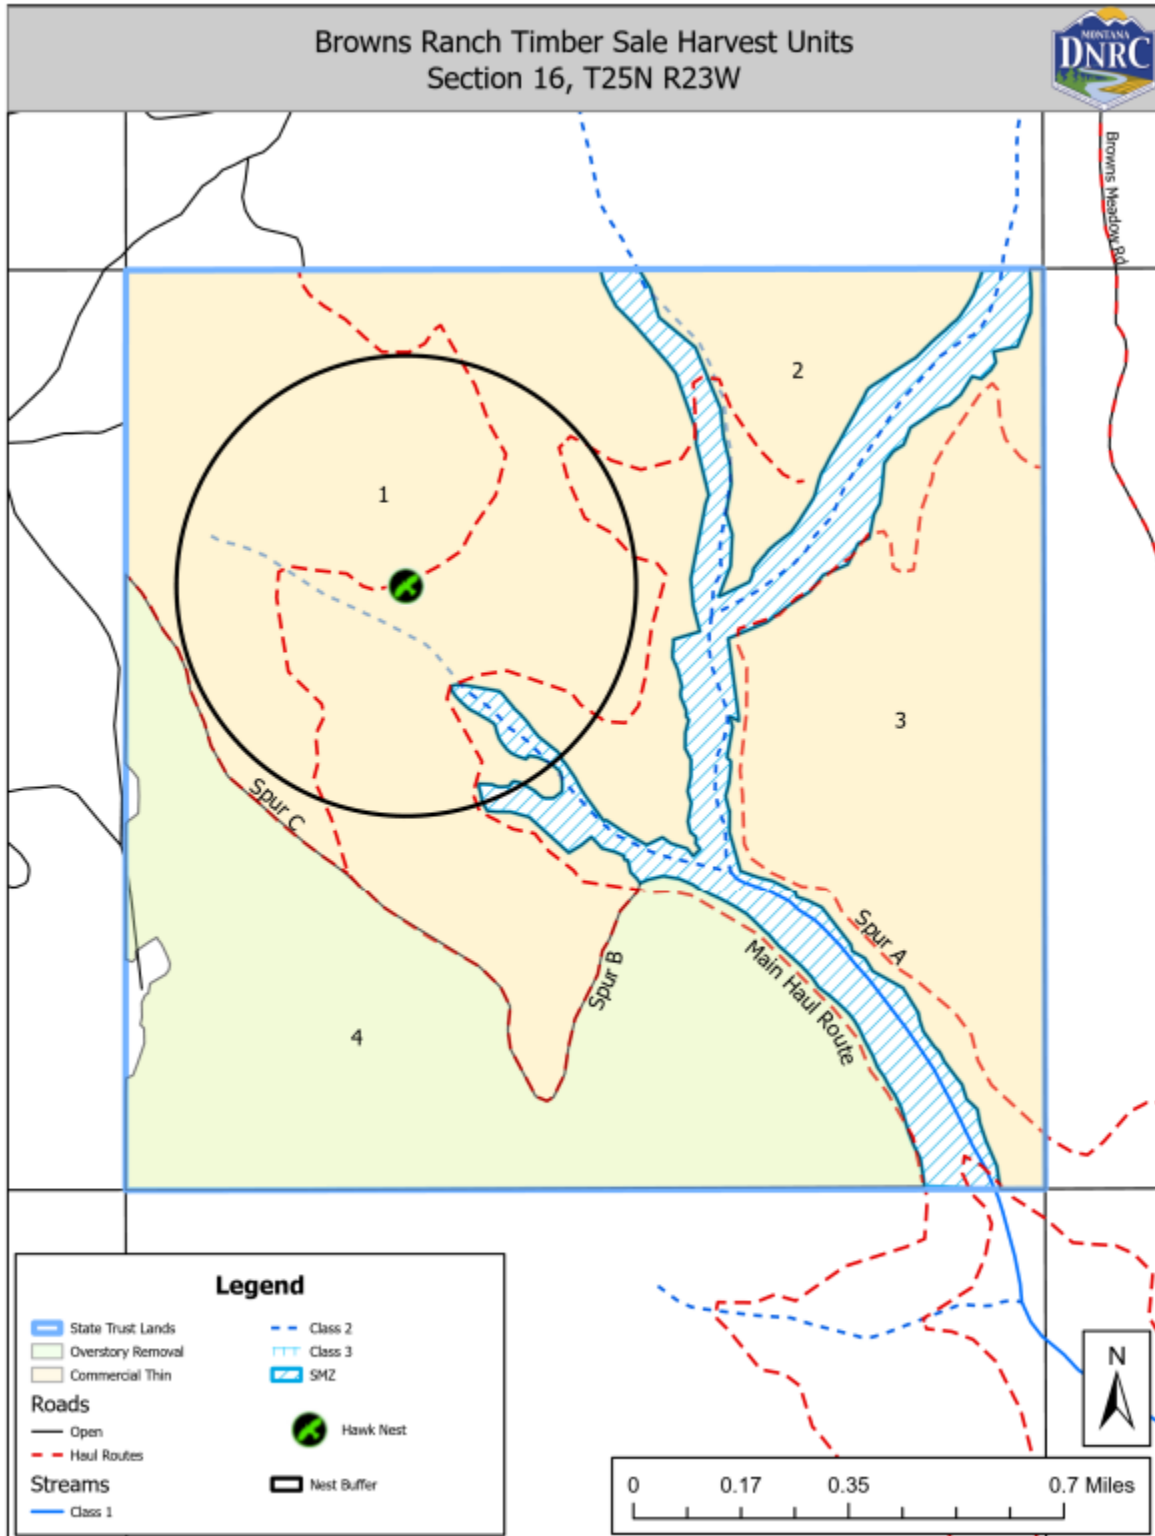 Browns Ranch Timber Sale Harvest Units
Section 16, T25N R23W
MONTANA
DNRC
Browns Meadow Rd
2
1
3
Spur C
Spur A
Spur B
Main Haul Route
4
Legend
State Trust Lands
Overstory Removal
Commercial Thin
Roads
Open
Haul Routes
Streams
Class 1
Class 2
Class 3
SMZ
Hawk Nest
Nest Buffer
N
0 0.17 0.35 0.7 Miles